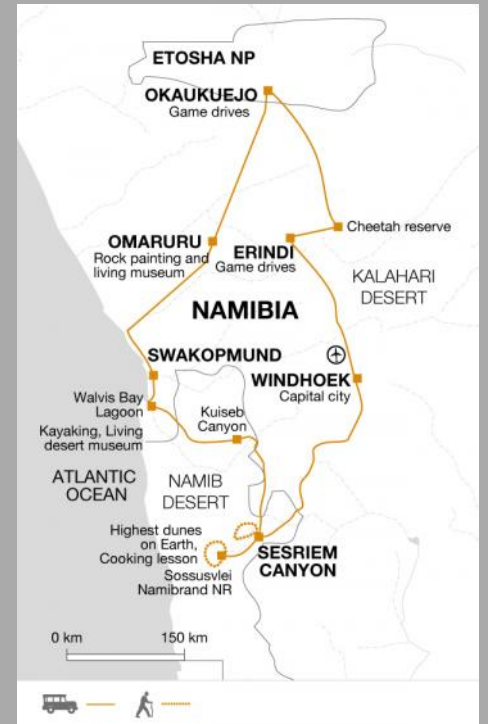 ETOSHA NP
OKAUKUEJO
Game drives
Cheetah reserve
OMARURU
Rock painting and
living museum
ERINDI
Game drives
KALAHARI
DESERT
NAMIBIA
SWAKOPMUND
WINDHOEK
Capital city
Walvis Bay
Lagoon
Kayaking, Living
desert museum
Kuiseb
Canyon
ATLANTIC
OCEAN
NAMIB
DESERT
Highest dunes
on Earth,
Cooking lesson
SESRIEM
CANYON
Sossusvlei
Namibrand NR
0 km
150 km